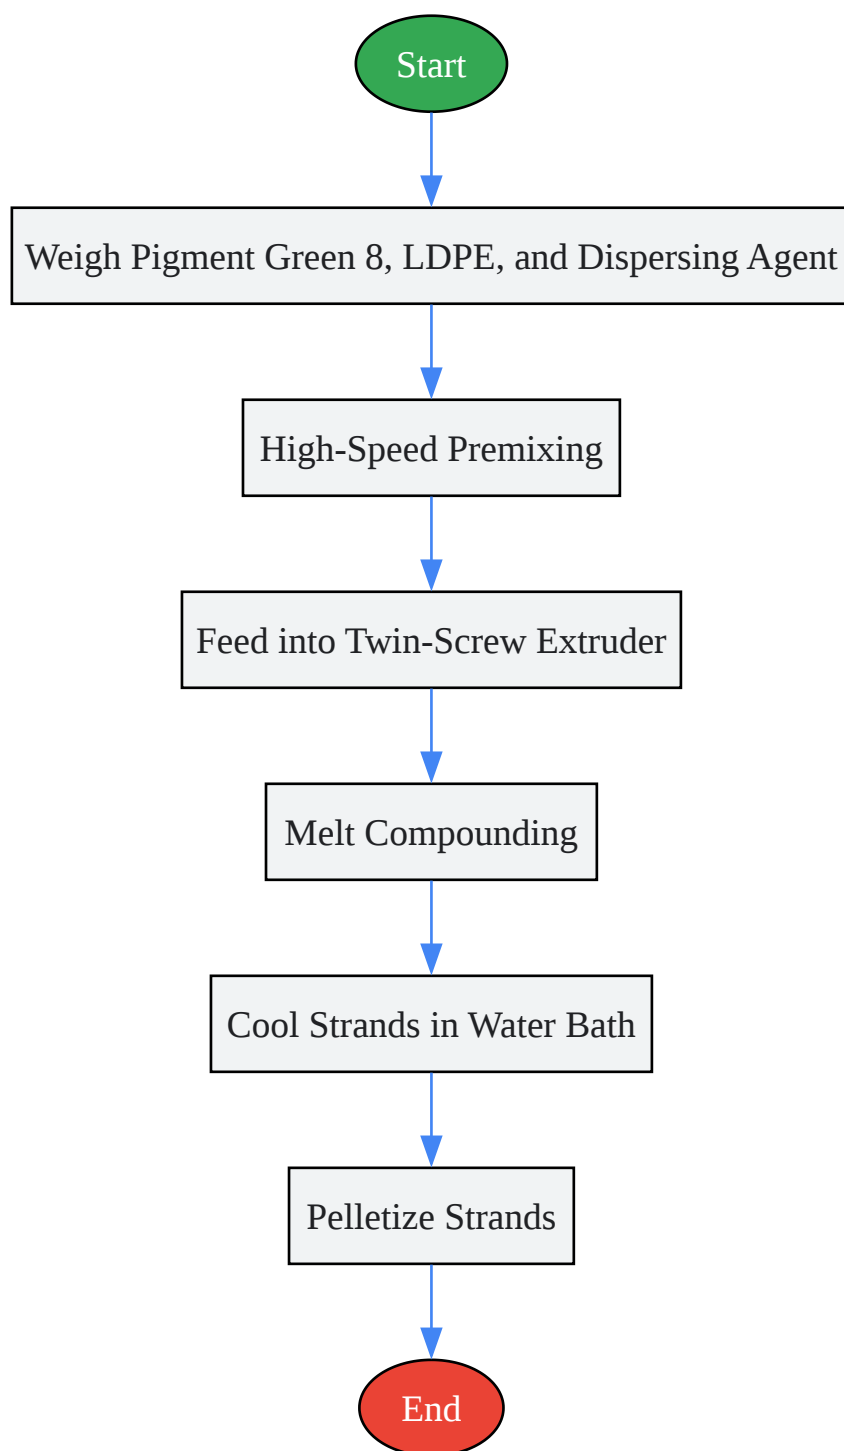 Start
Weigh Pigment Green 8, LDPE, and Dispersing Agent
High-Speed Premixing
Feed into Twin-Screw Extruder
Melt Compounding
Cool Strands in Water Bath
Pelletize Strands
End